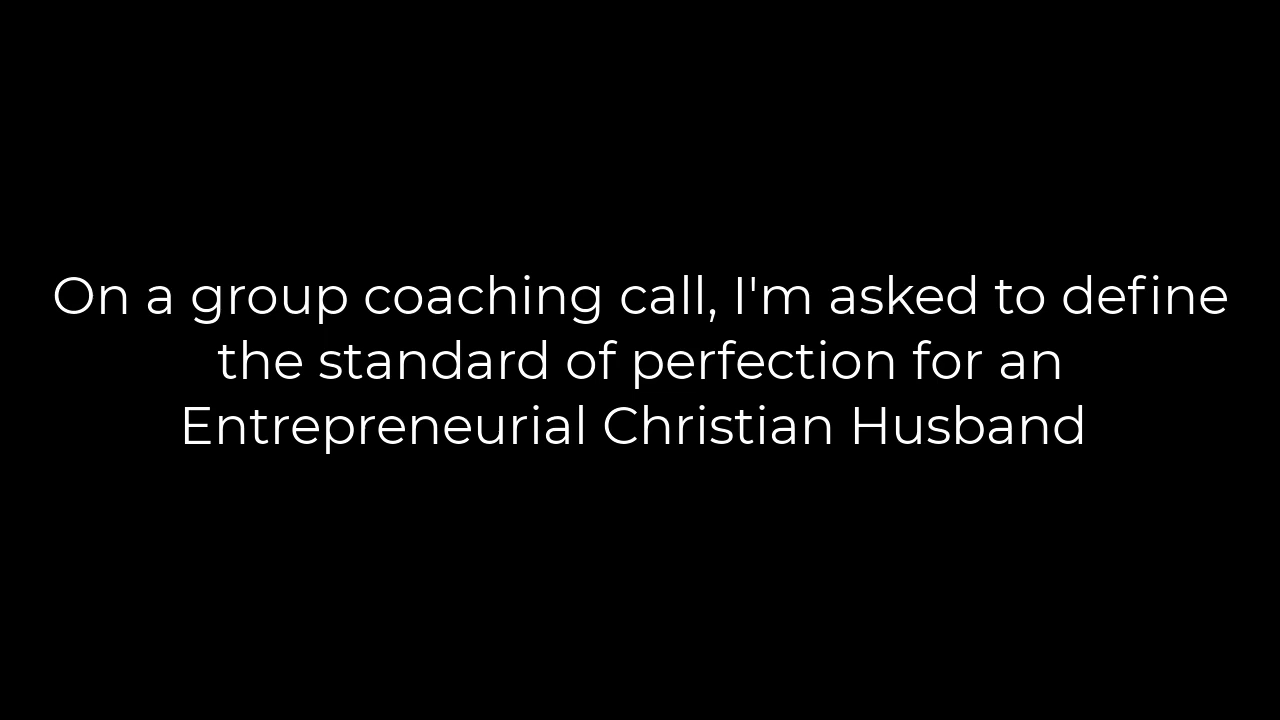 On a group coaching call, I'm asked to define
the standard of perfection for an
Entrepreneurial Christian Husband